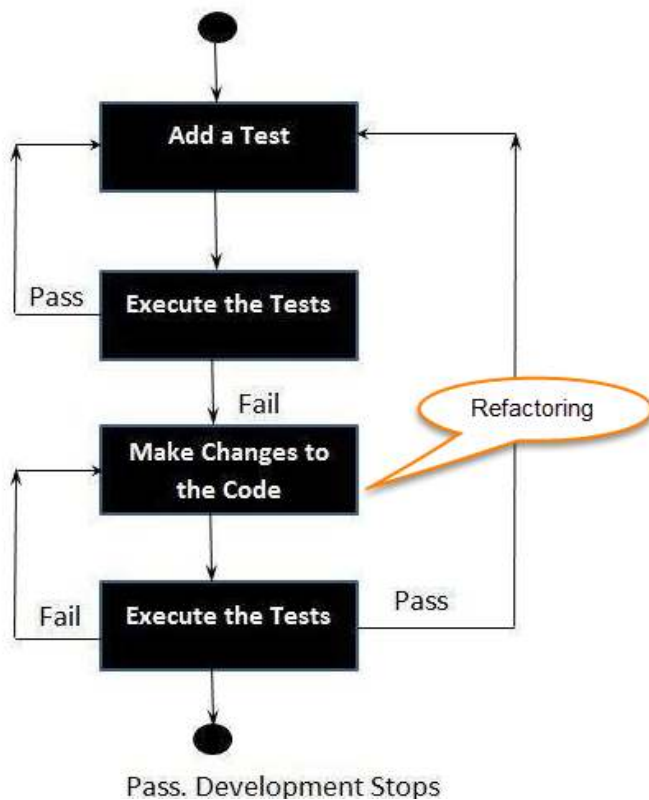 Add a Test
Pass
Execute the Tests
Fail
Refactoring
Make Changes to
the Code
Fail
Execute the Tests
Pass
Pass. Development Stops